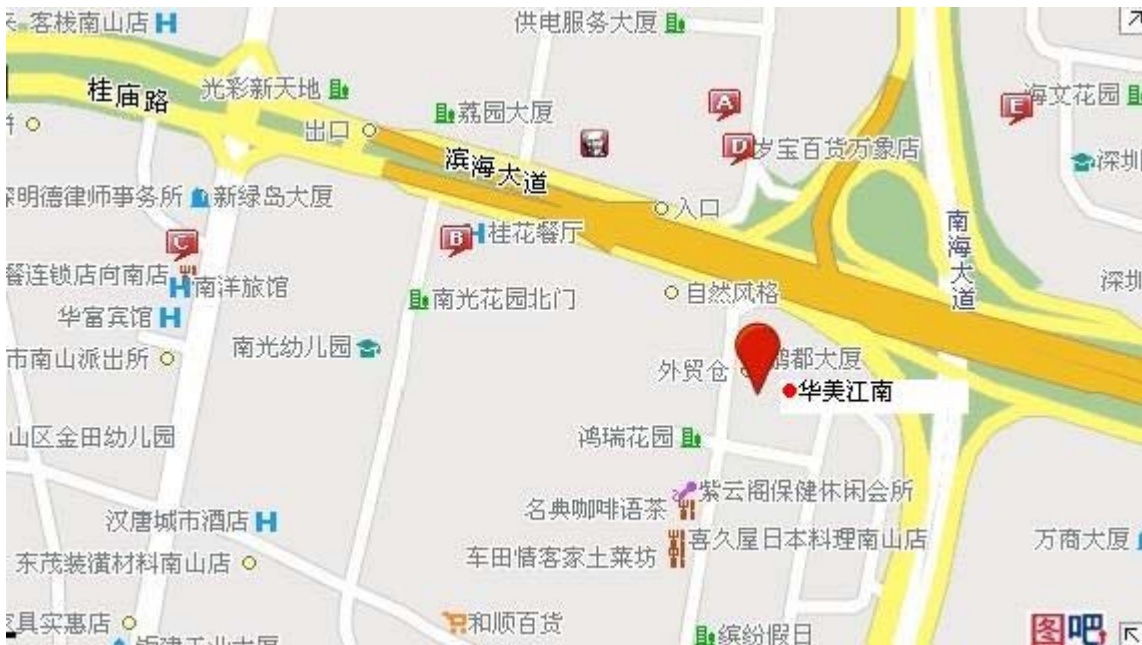 客栈南山店
供电服务大厦
桂庙路
光彩新天地
荔园大厦
出口
A
E
海文花园
滨海大道
D
岁宝百货万象店
深圳
明德律师事务所
新绿岛大厦
入口
南海大道
C
B
桂花餐厅
餐连锁店向南店
南洋旅馆
南光花园北门
自然风格
深圳
华富宾馆
市南山派出所
南光幼儿园
外贸仓
鹏都大厦
华美江南
山区金田幼儿园
鸿瑞花园
紫云阁保健休闲会所
名典咖啡语茶
汉唐城市酒店
喜久屋日本料理南山店
万商大厦
车田情客家土菜坊
东茂装潢材料南山店
具实惠店
和顺百货
缤纷假日
图吧